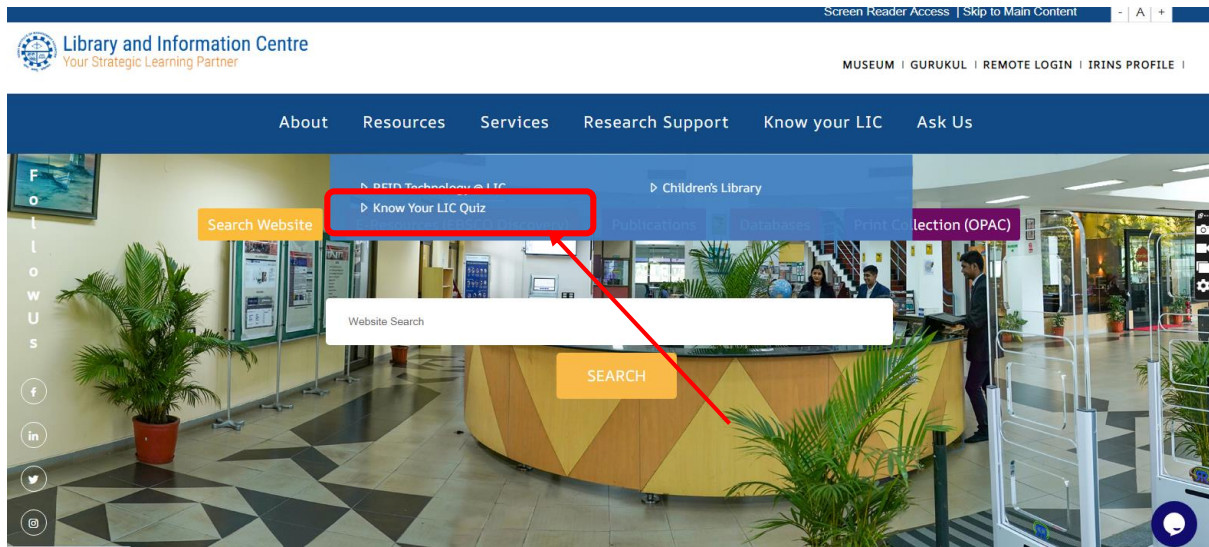 Screen Reader Access | Skip to Main Content - | A | +
Library and Information Centre
Your Strategic Learning Partner
MUSEUM | GURUKUL | REMOTE LOGIN | IRINS PROFILE |
About Resources Services Research Support Know your LIC Ask Us
▷ RFID Technology @ LIC ▷ Children's Library
▷ Know Your LIC Quiz
Search Website Publications Databases Print Collection (OPAC)
Website Search
SEARCH
Follow Us